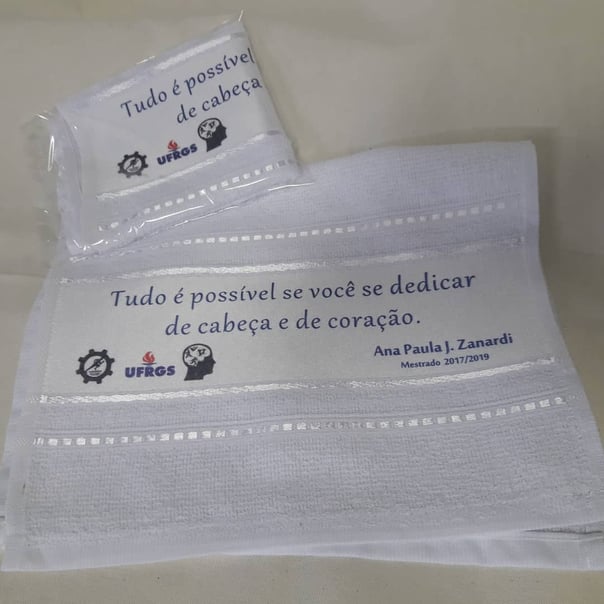 Tudo é possível
de cabeça
UFRGS
Tudo é possível se você se dedicar
de cabeça e de coração.
UFRGS
Ana Paula J. Zanardi
Mestrado 2017/2019